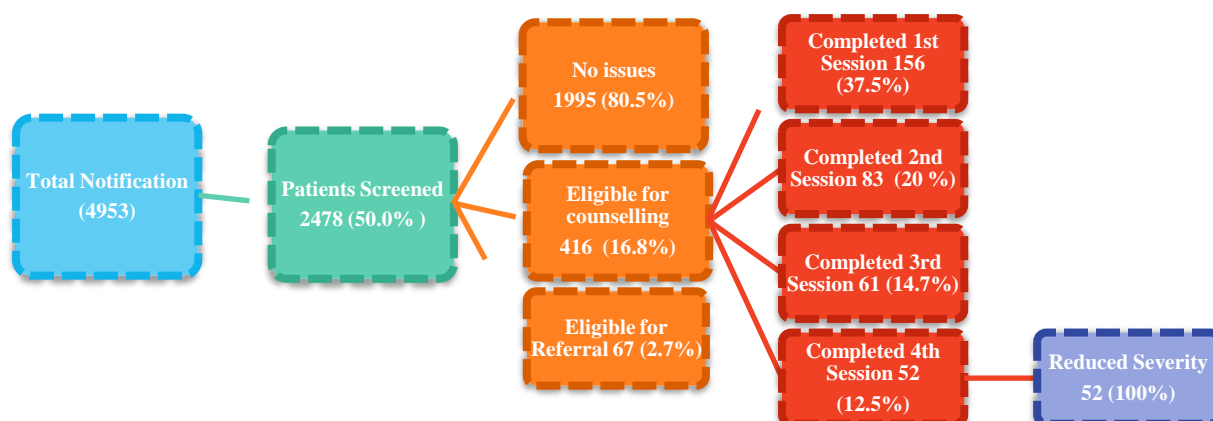 Total Notification
(4953)
Patients Screened
2478 (50.0% )
No issues
1995 (80.5%)
Eligible for
counselling
416 (16.8%)
Eligible for
Referral 67 (2.7%)
Completed 1st
Session 156
(37.5%)
Completed 2nd
Session 83 (20 %)
Completed 3rd
Session 61 (14.7%)
Completed 4th
Session 52
(12.5%)
Reduced Severity
52 (100%)